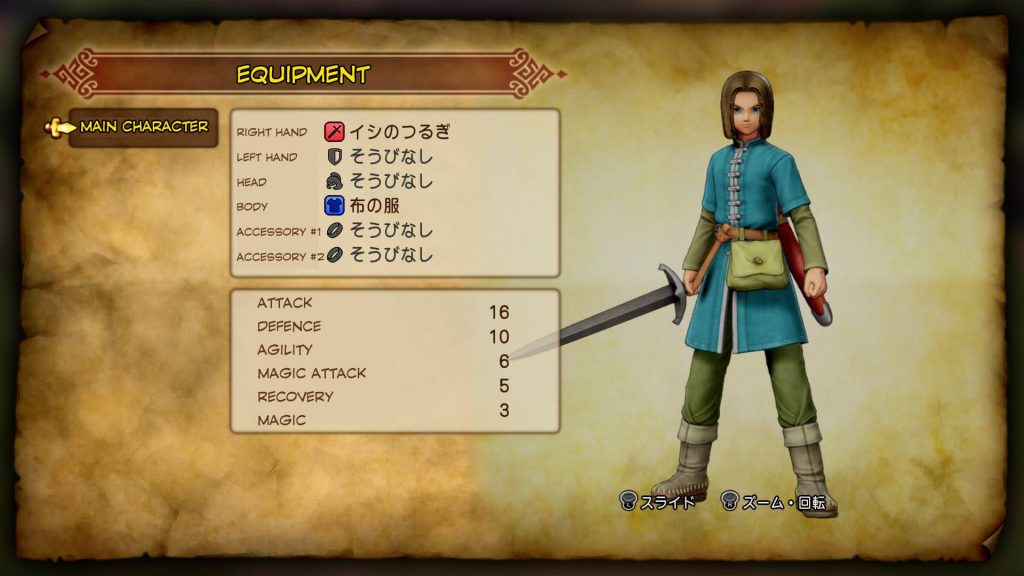 EQUIPMENT
MAIN CHARACTER
RIGHT HAND イシのつるぎ
LEFT HAND そうびなし
HEAD そうびなし
BODY 布の服
ACCESSORY #1 そうびなし
ACCESSORY #2 そうびなし
ATTACK 16
DEFENCE 10
AGILITY 6
MAGIC ATTACK 5
RECOVERY 3
MAGIC
L スライド R ズーム・回転